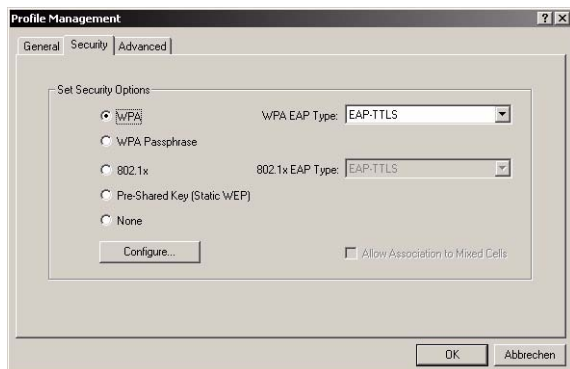 Profile Management
General Security Advanced
Set Security Options
WPA WPA EAP Type: EAP-TTLS
WPA Passphrase
802.1x 802.1x EAP Type: EAP-TTLS
Pre-Shared Key (Static WEP)
None
Configure... Allow Association to Mixed Cells
OK Abbrechen